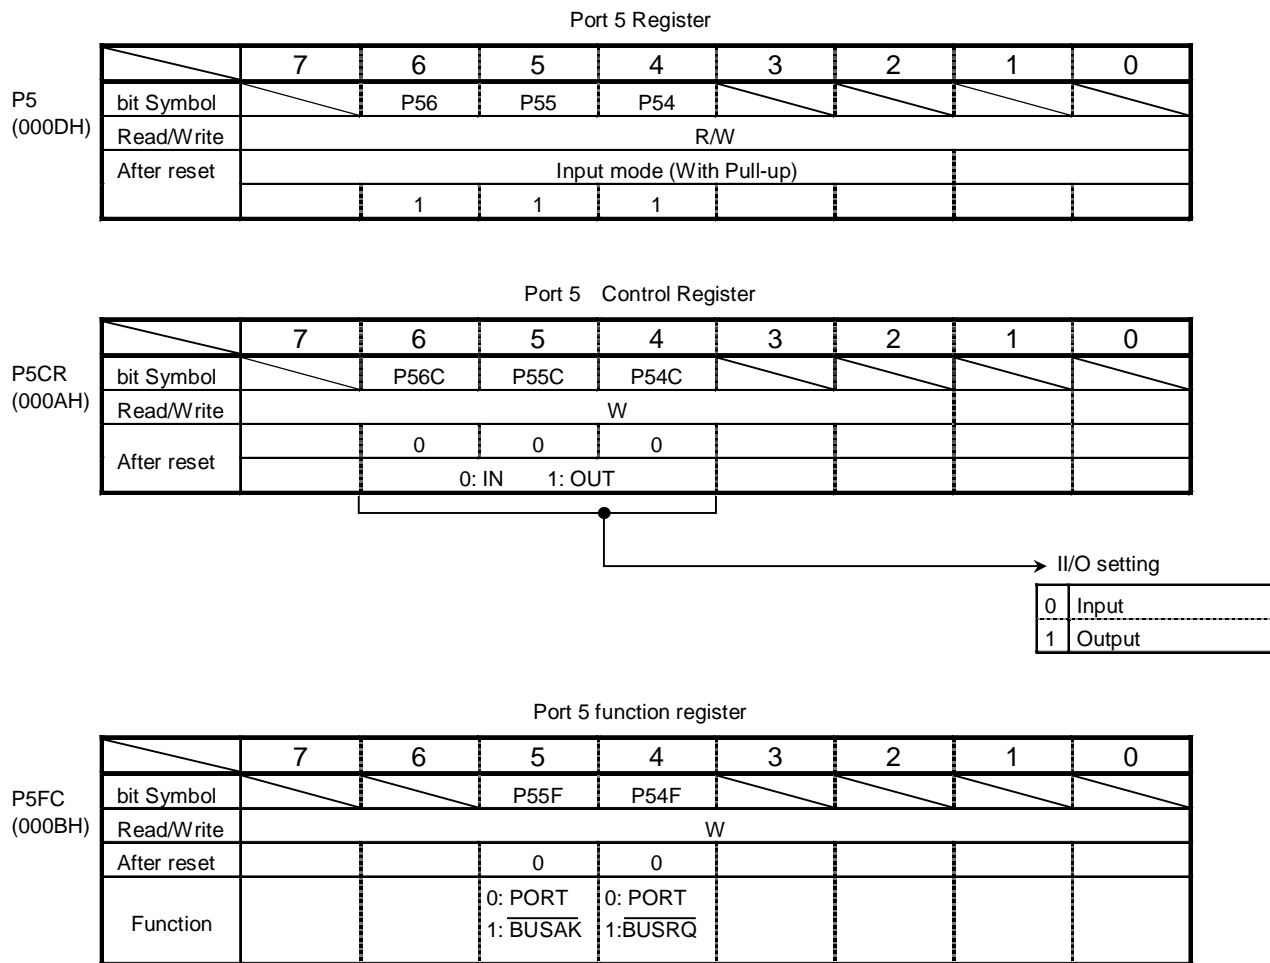 Port 5 Register
7 6 5 4 3 2 1 0
P5
(000DH)
bit Symbol P56 P55 P54
Read/Write R/W
After reset Input mode (With Pull-up)
1 1 1
Port 5 Control Register
7 6 5 4 3 2 1 0
P5CR
(000AH)
bit Symbol P56C P55C P54C
Read/Write W
After reset 0 0 0
0: IN 1: OUT
II/O setting
0 Input
1 Output
Port 5 function register
7 6 5 4 3 2 1 0
P5FC
(000BH)
bit Symbol P55F P54F
Read/Write W
After reset 0 0
Function 0: PORT 0: PORT
1: BUSAK 1:BUSRQ